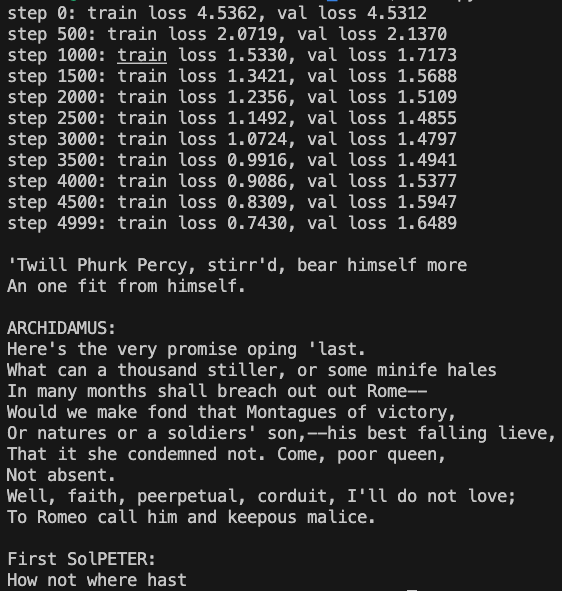 step 0: train loss 4.5362, val loss 4.5312
step 500: train loss 2.0719, val loss 2.1370
step 1000: train loss 1.5330, val loss 1.7173
step 1500: train loss 1.3421, val loss 1.5688
step 2000: train loss 1.2356, val loss 1.5109
step 2500: train loss 1.1492, val loss 1.4855
step 3000: train loss 1.0724, val loss 1.4797
step 3500: train loss 0.9916, val loss 1.4941
step 4000: train loss 0.9086, val loss 1.5377
step 4500: train loss 0.8309, val loss 1.5947
step 4999: train loss 0.7430, val loss 1.6489
'Twill Phurk Percy, stirr'd, bear himself more
An one fit from himself.
ARCHIDAMUS:
Here's the very promise oping 'last.
What can a thousand stiller, or some minife hales
In many months shall breach out out Rome--
Would we make fond that Montagues of victory,
Or natures or a soldiers' son,--his best falling lieve,
That it she condemned not. Come, poor queen,
Not absent.
Well, faith, peerpetual, corduit, I'll do not love;
To Romeo call him and keepous malice.
First SolPETER:
How not where hast